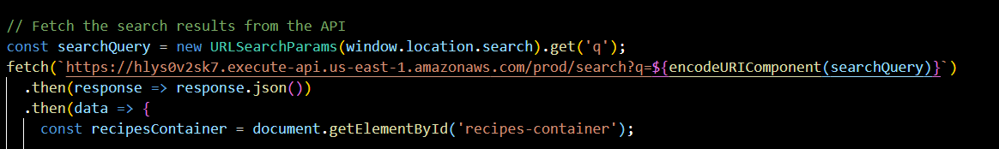 // Fetch the search results from the API
const searchQuery = new URLSearchParams(window.location.search).get('q');
fetch(`https://hlys0v2sk7.execute-api.us-east-1.amazonaws.com/prod/search?q=${encodeURIComponent(searchQuery)}`)
.then(response => response.json())
.then(data => {
const recipesContainer = document.getElementById('recipes-container');